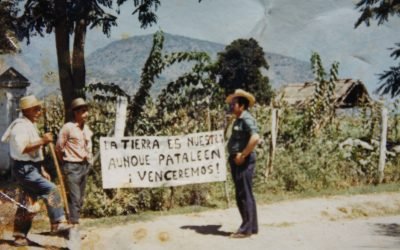 LA TIERRA ES NUESTRA
AUNQUE PATALEEN
¡VENCEREMOS!